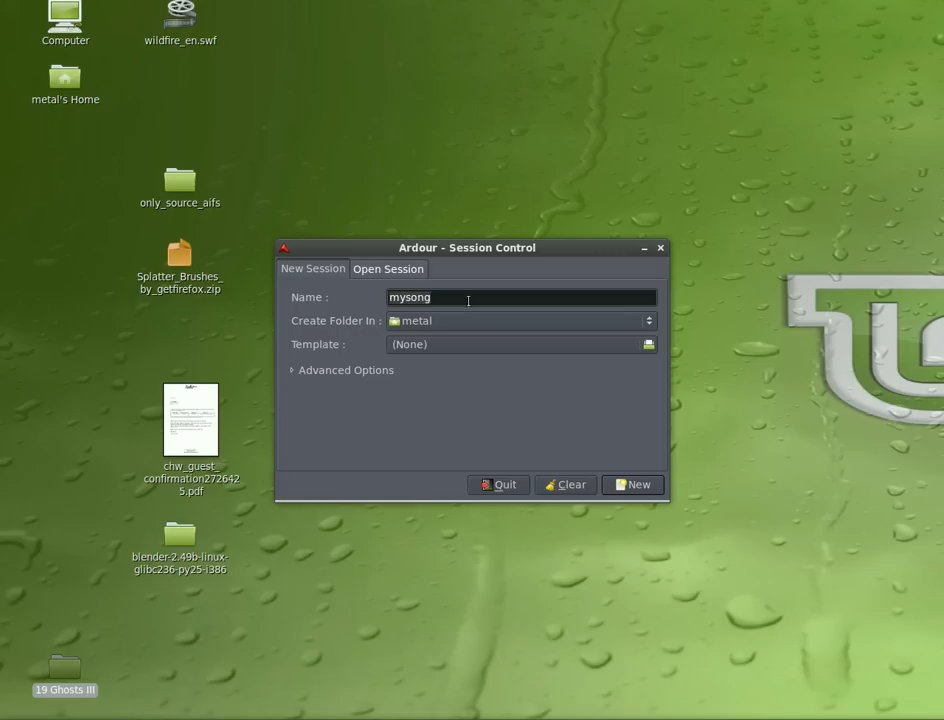 Computer
wildfire_en.swf
metal's Home
only_source_aifs
Splatter_Brushes_
by_getfirefox.zip
Ardour - Session Control
New Session
Open Session
Name :
mysong
Create Folder In :
metal
Template :
(None)
Advanced Options
Quit
Clear
New
chw_guest_
confirmation272642
5.pdf
blender-2.49b-linux-
glibc236-py25-i386
19 Ghosts III